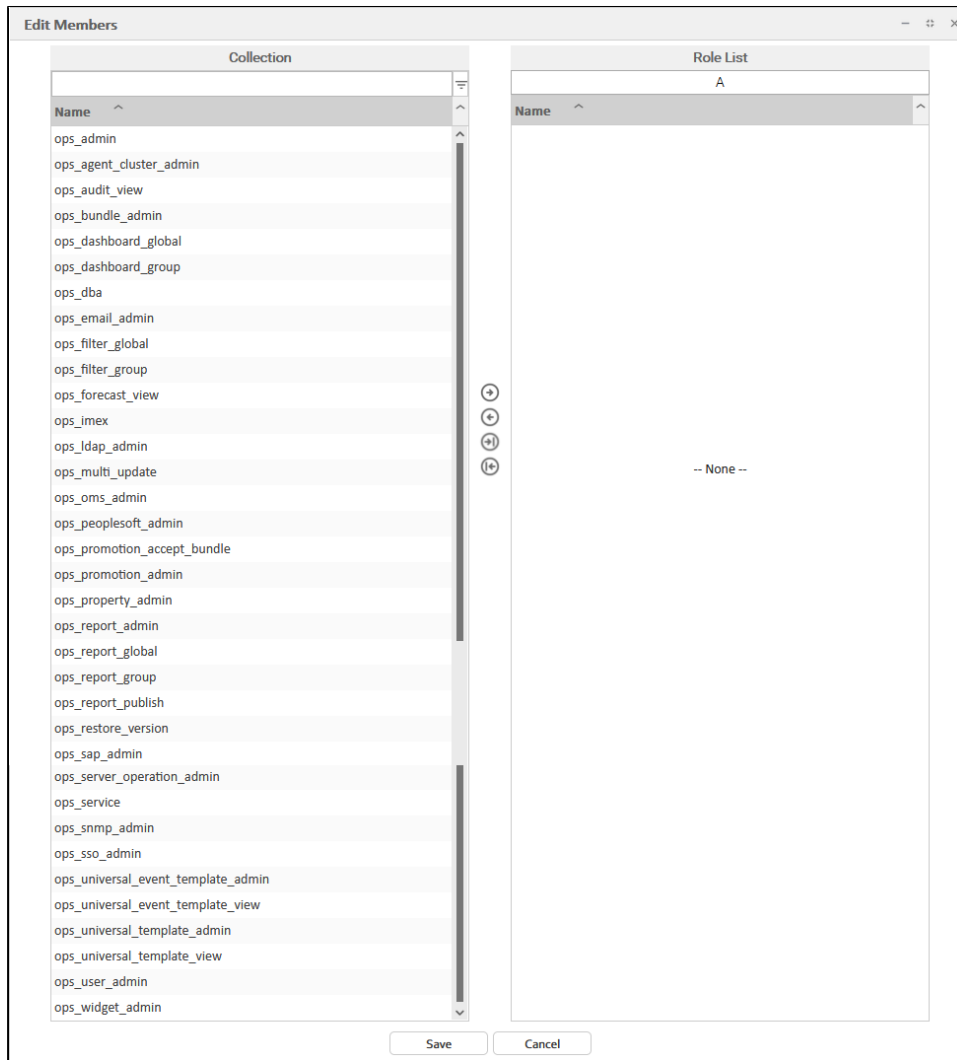 Edit Members
Collection
Name
ops_admin
ops_agent_cluster_admin
ops_audit_view
ops_bundle_admin
ops_dashboard_global
ops_dashboard_group
ops_dba
ops_email_admin
ops_filter_global
ops_filter_group
ops_forecast_view
ops_imex
ops_ldap_admin
ops_multi_update
ops_oms_admin
ops_peoplesoft_admin
ops_promotion_accept_bundle
ops_promotion_admin
ops_property_admin
ops_report_admin
ops_report_global
ops_report_group
ops_report_publish
ops_restore_version
ops_sap_admin
ops_server_operation_admin
ops_service
ops_snmp_admin
ops_sso_admin
ops_universal_event_template_admin
ops_universal_event_template_view
ops_universal_template_admin
ops_universal_template_view
ops_user_admin
ops_widget_admin
Role List
A
Name
-- None --
Save
Cancel